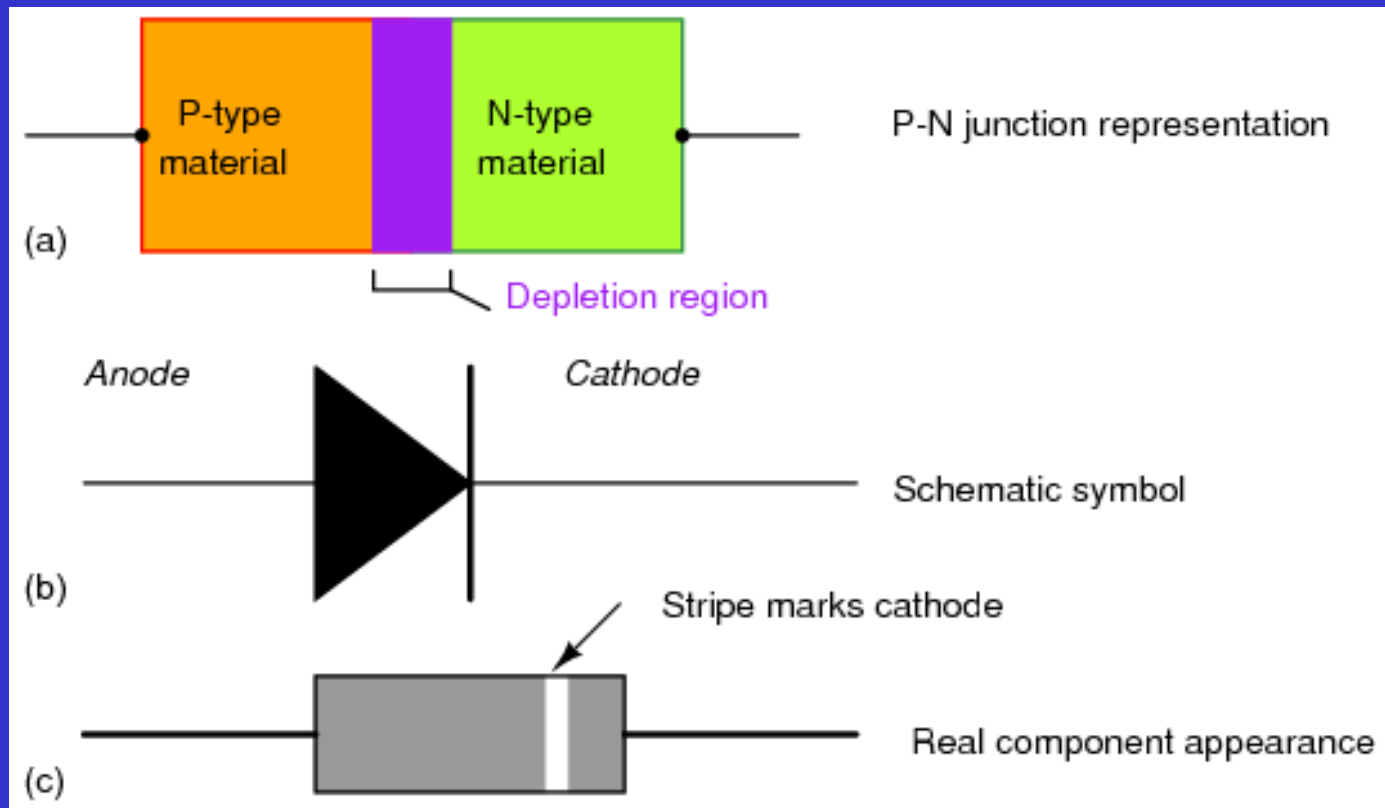 P-type
material
N-type
material
P-N junction representation
(a)
Depletion region
Anode
Cathode
Schematic symbol
(b)
Stripe marks cathode
Real component appearance
(c)